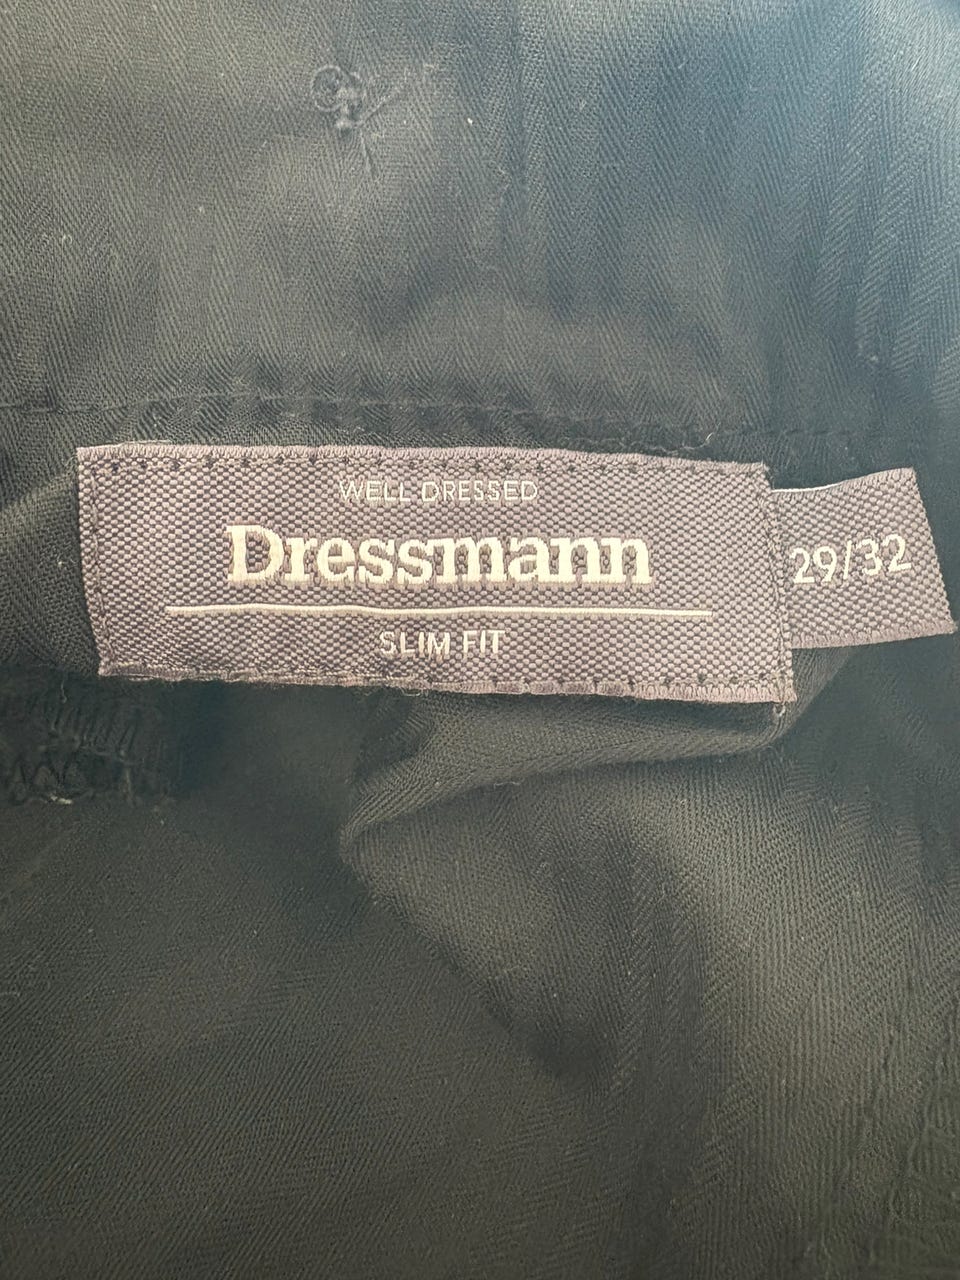 WELL DRESSED
Dressmann
SLIM FIT
29/32